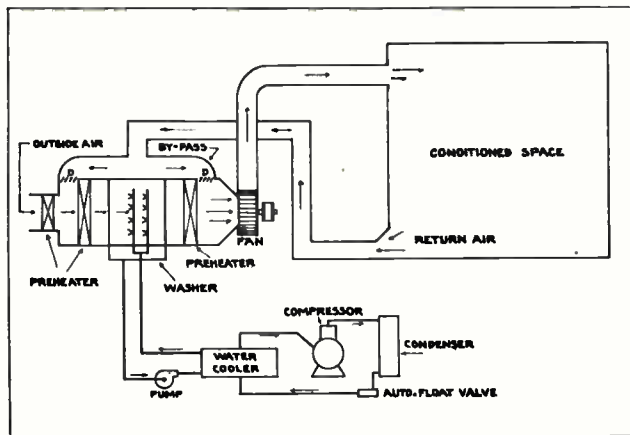 OUTSIDE AIR
BY-PASS
D
D
CONDITIONED SPACE
FAN
RETURN AIR
PREHEATER
PREHEATER
WASHER
COMPRESSOR
CONDENSER
WATER
COOLER
PUMP
AUTO. FLOAT VALVE